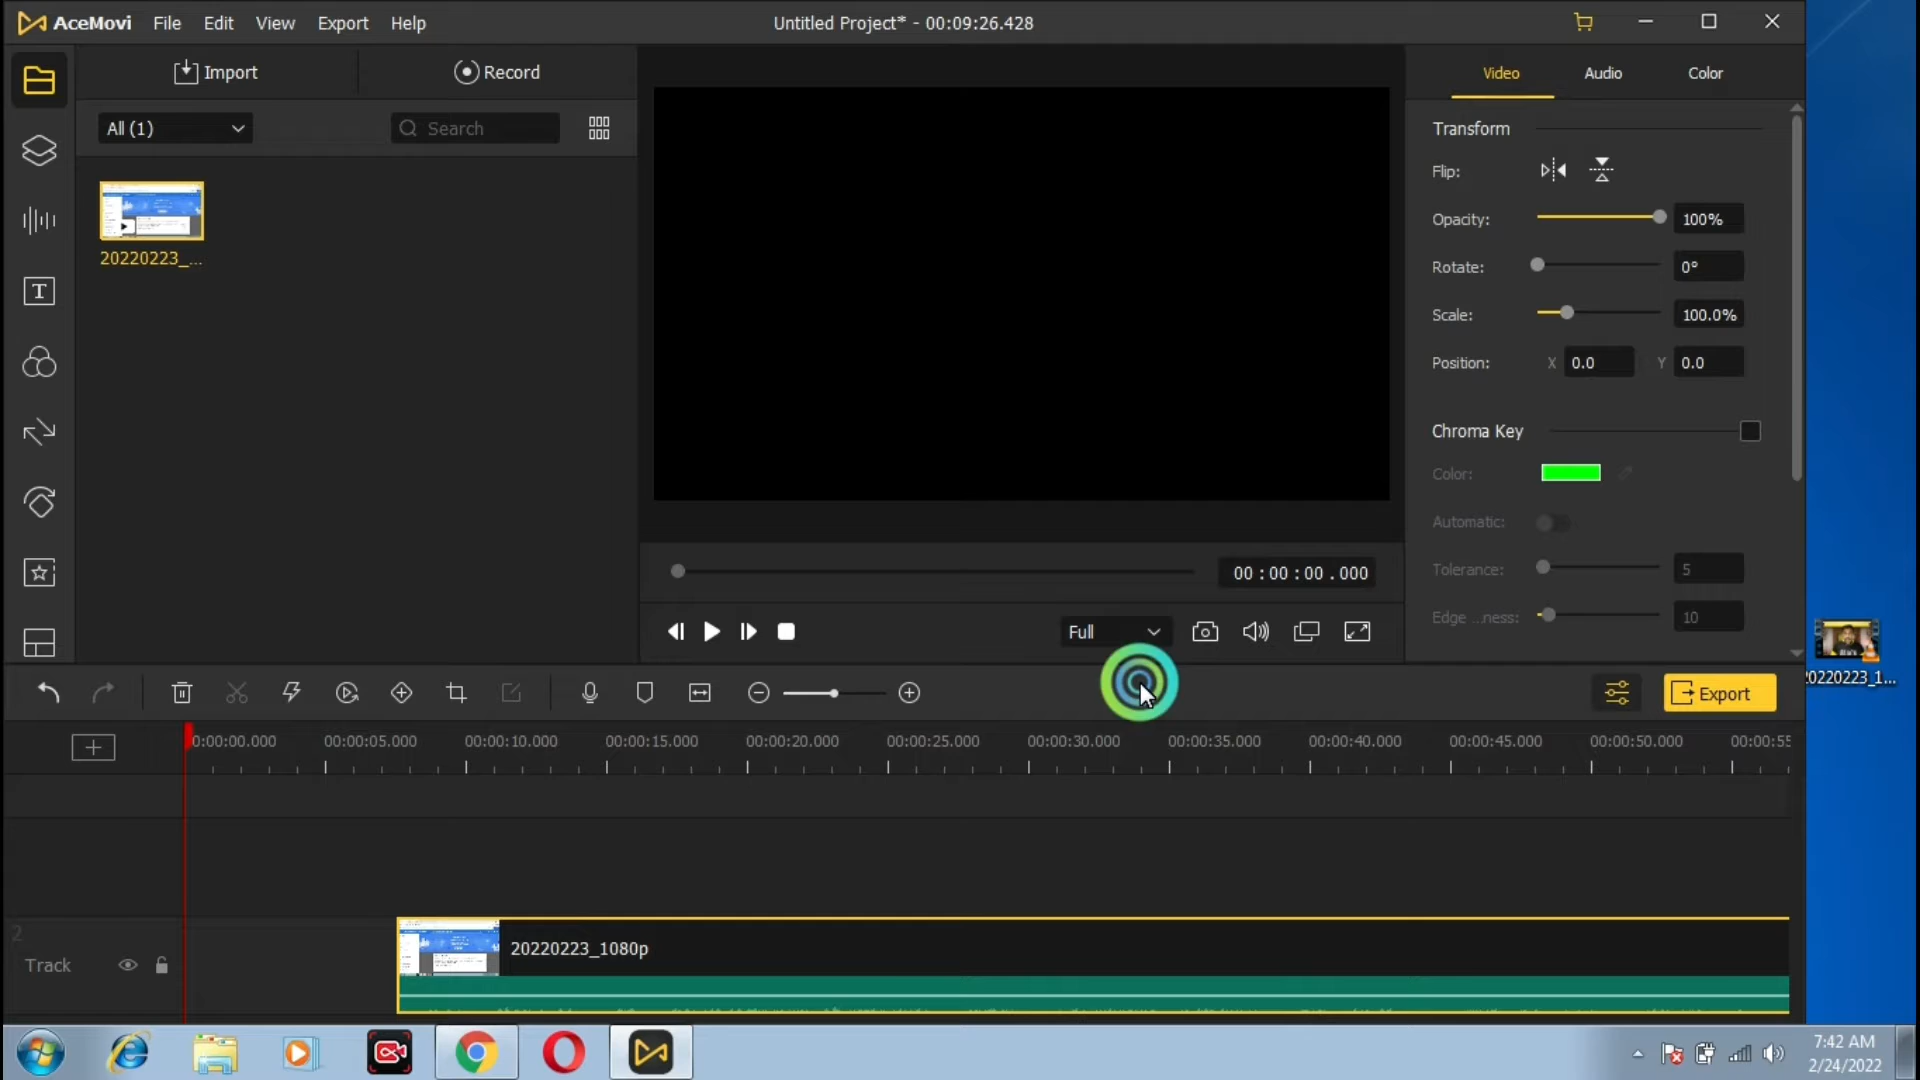 AceMovi File Edit View Export Help
Untitled Project* - 00:09:26.428
Import
Record
Video Audio Color
All (1)
Search
20220223_...
Transform
Flip:
Opacity: 100%
Rotate: 0°
Scale: 100.0%
Position: X 0.0 Y 0.0
Chroma Key
Color:
Automatic:
Tolerance: 5
Edge ...ness: 10
00 : 00 : 00 . 000
Full
20220223_1...
Export
0:00:00.000 00:00:05.000 00:00:10.000 00:00:15.000 00:00:20.000 00:00:25.000 00:00:30.000 00:00:35.000 00:00:40.000 00:00:45.000 00:00:50.000 00:00:55
2
Track
20220223_1080p
7:42 AM
2/24/2022